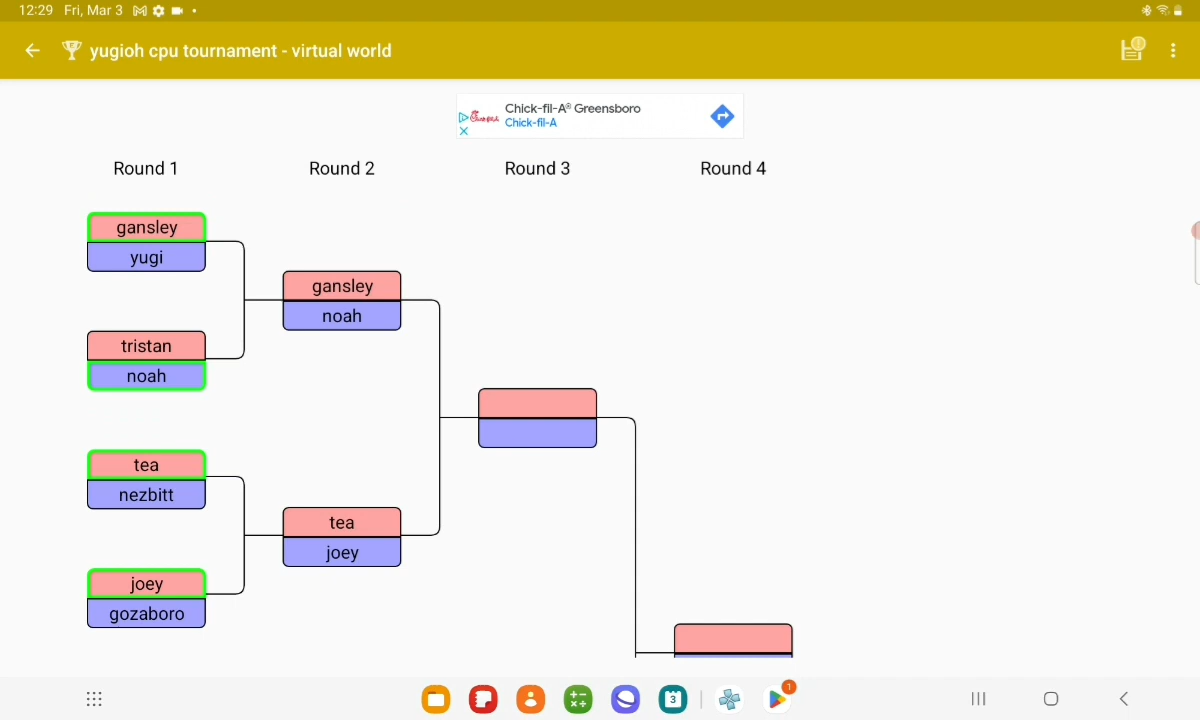 12:29 Fri, Mar 3
yugioh cpu tournament - virtual world
Chick-fil-A® Greensboro
Chick-fil-A
Round 1
Round 2
Round 3
Round 4
gansley
yugi
gansley
noah
tristan
noah
tea
nezbitt
tea
joey
joey
gozaboro
3
1